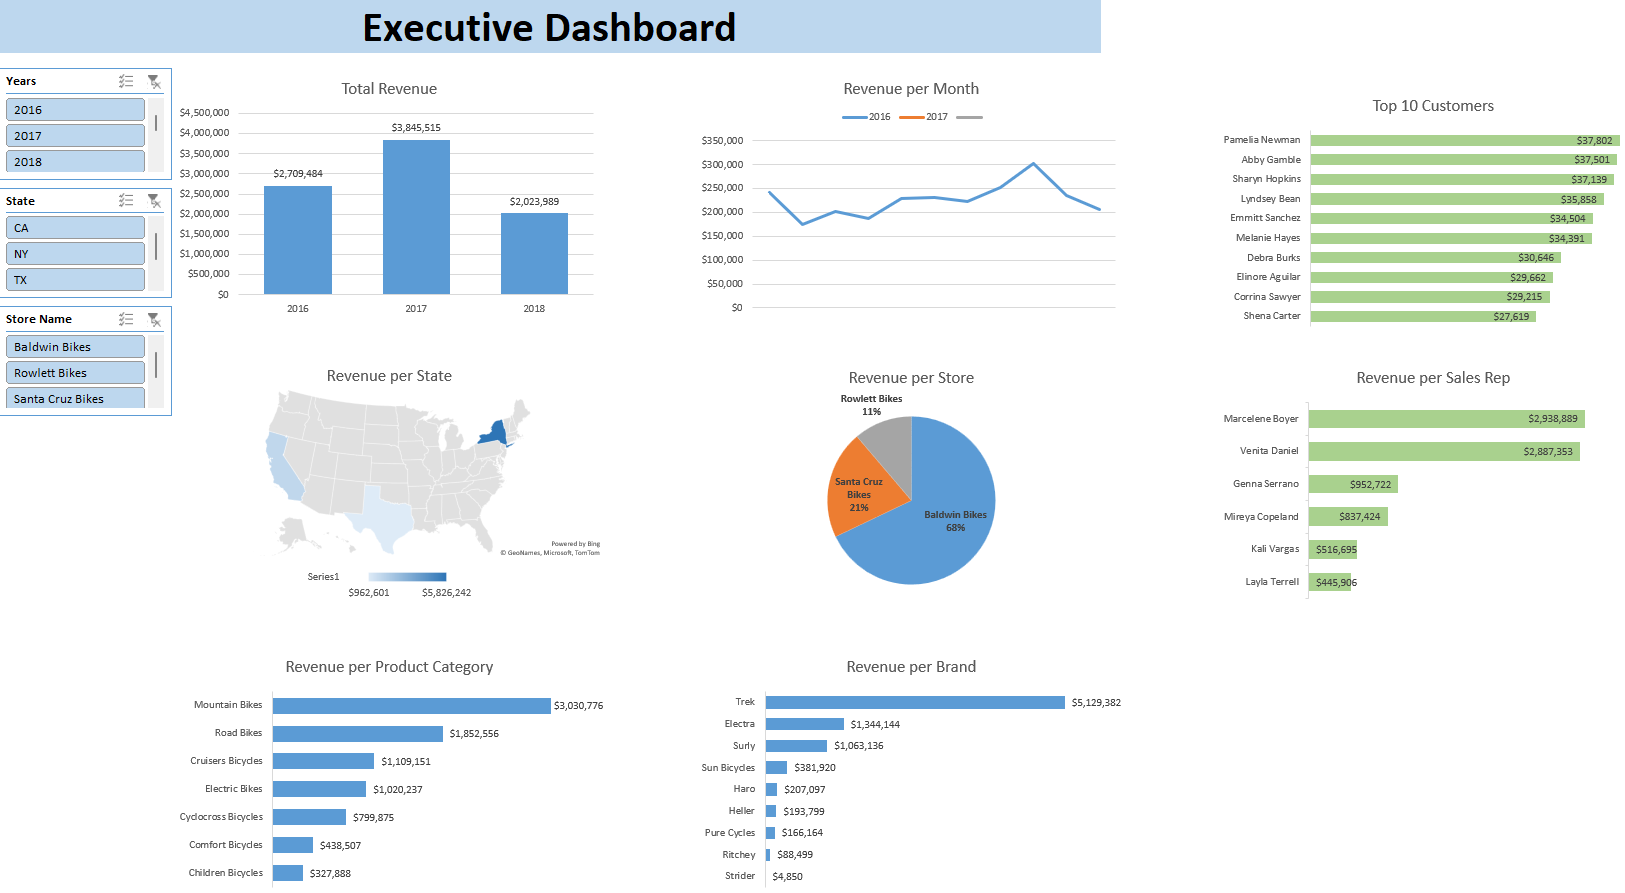 Executive Dashboard
Years
2016
2017
2018
State
CA
NY
TX
Store Name
Baldwin Bikes
Rowlett Bikes
Santa Cruz Bikes
Total Revenue
$4,500,000
$4,000,000
$3,500,000
$3,000,000
$2,500,000
$2,000,000
$1,500,000
$1,000,000
$500,000
$0
$2,709,484
$3,845,515
$2,023,989
2016
2017
2018
Revenue per Month
2016
2017
$350,000
$300,000
$250,000
$200,000
$150,000
$100,000
$50,000
$0
Top 10 Customers
Pamelia Newman $37,802
Abby Gamble $37,501
Sharyn Hopkins $37,139
Lyndsey Bean $35,858
Emmitt Sanchez $34,504
Melanie Hayes $34,391
Debra Burks $30,646
Elinore Aguilar $29,662
Corrina Sawyer $29,215
Shena Carter $27,619
Revenue per State
Powered by Bing
© GeoNames, Microsoft, TomTom
Series1
$962,601 $5,826,242
Revenue per Store
Rowlett Bikes
11%
Santa Cruz
Bikes
21%
Baldwin Bikes
68%
Revenue per Sales Rep
Marcelene Boyer $2,938,889
Venita Daniel $2,887,353
Genna Serrano $952,722
Mireya Copeland $837,424
Kali Vargas $516,695
Layla Terrell $445,906
Revenue per Product Category
Mountain Bikes $3,030,776
Road Bikes $1,852,556
Cruisers Bicycles $1,109,151
Electric Bikes $1,020,237
Cyclocross Bicycles $799,875
Comfort Bicycles $438,507
Children Bicycles $327,888
Revenue per Brand
Trek $5,129,382
Electra $1,344,144
Surly $1,063,136
Sun Bicycles $381,920
Haro $207,097
Heller $193,799
Pure Cycles $166,164
Ritchey $88,499
Strider $4,850